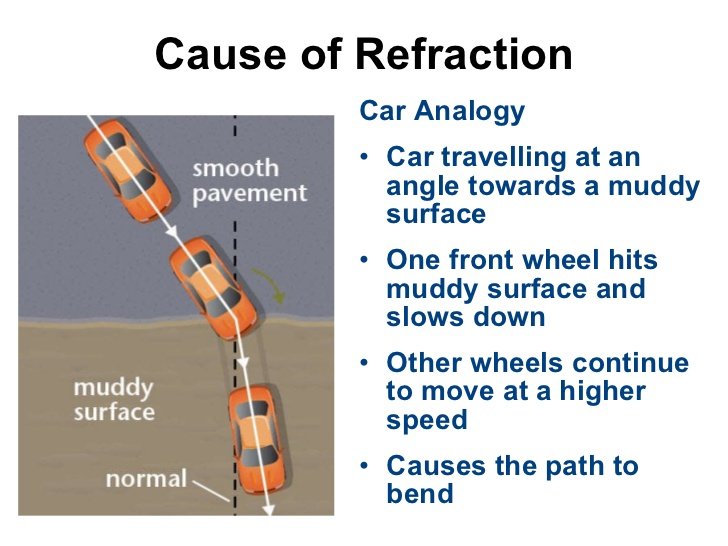 Cause of Refraction
smooth
pavement
muddy
surface
normal
Car Analogy
• Car travelling at an
angle towards a muddy
surface
• One front wheel hits
muddy surface and
slows down
• Other wheels continue
to move at a higher
speed
• Causes the path to
bend